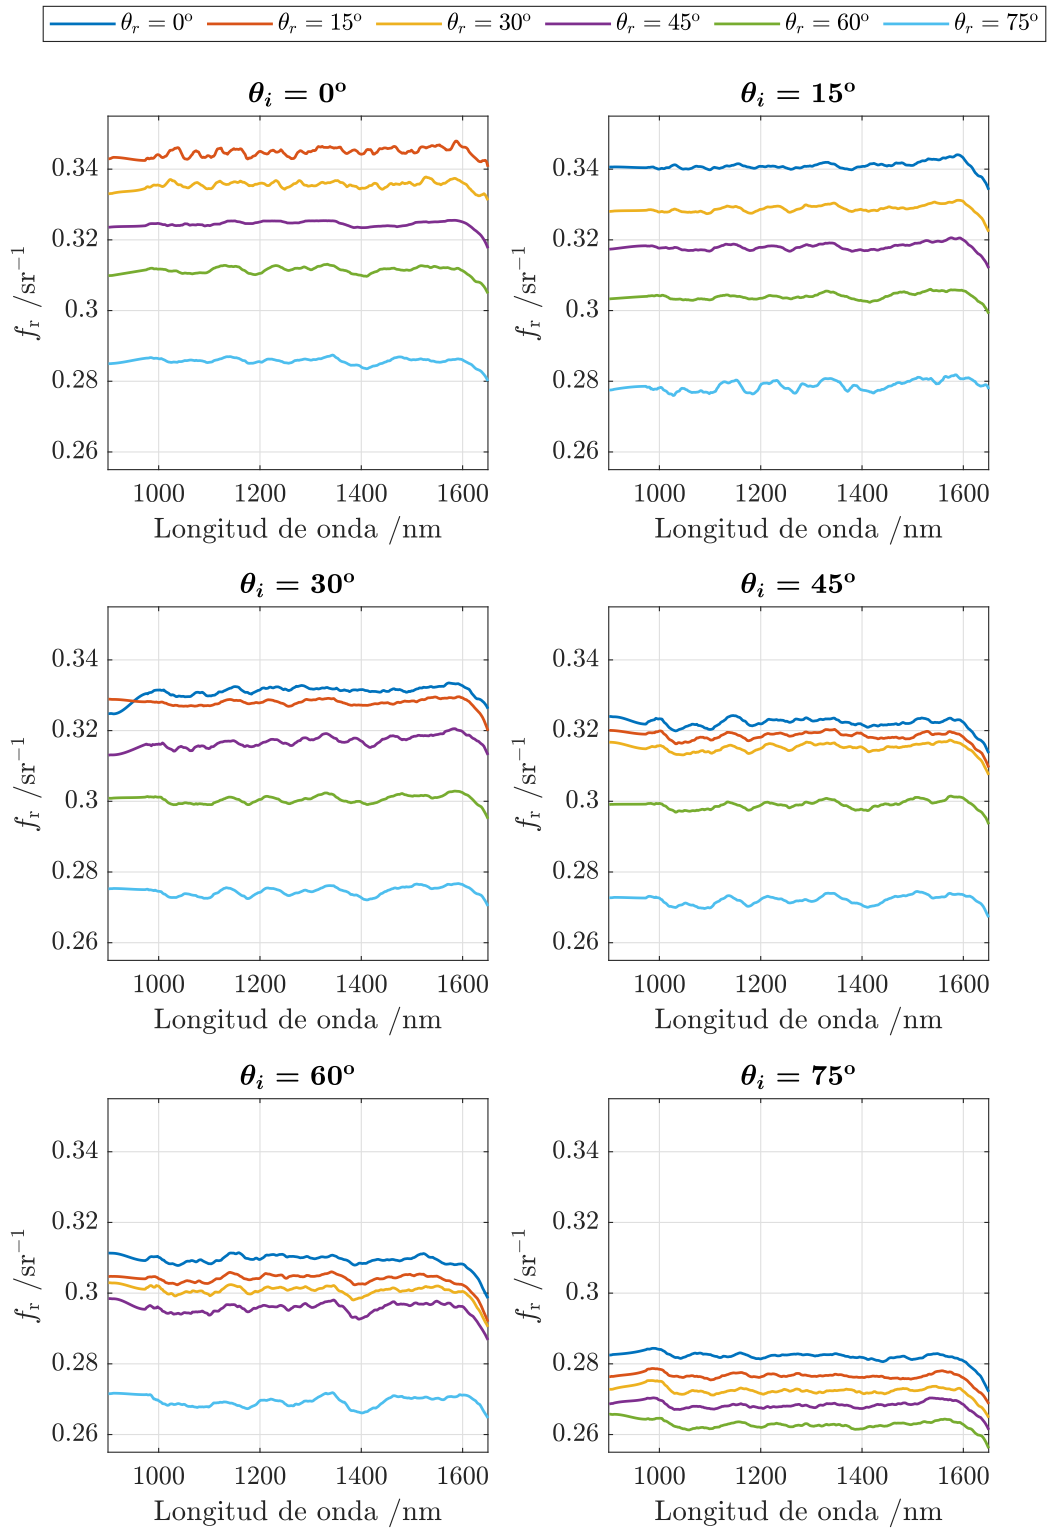 θr = 0º θr = 15º θr = 30º θr = 45º θr = 60º θr = 75º
θi = 0º
0.34
0.32
0.3
0.28
0.26
fr /sr−1
1000 1200 1400 1600
Longitud de onda /nm
θi = 15º
0.34
0.32
0.3
0.28
0.26
fr /sr−1
1000 1200 1400 1600
Longitud de onda /nm
θi = 30º
0.34
0.32
0.3
0.28
0.26
fr /sr−1
1000 1200 1400 1600
Longitud de onda /nm
θi = 45º
0.34
0.32
0.3
0.28
0.26
fr /sr−1
1000 1200 1400 1600
Longitud de onda /nm
θi = 60º
0.34
0.32
0.3
0.28
0.26
fr /sr−1
1000 1200 1400 1600
Longitud de onda /nm
θi = 75º
0.34
0.32
0.3
0.28
0.26
fr /sr−1
1000 1200 1400 1600
Longitud de onda /nm